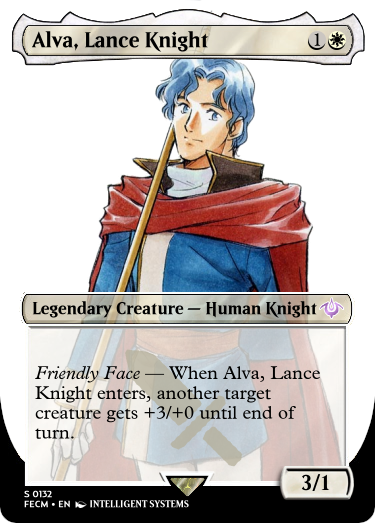 Alva, Lance Knight 1
Legendary Creature — Human Knight
Friendly Face — When Alva, Lance
Knight enters, another target
creature gets +3/+0 until end of
turn.
3/1
S 0132
FECM • EN INTELLIGENT SYSTEMS